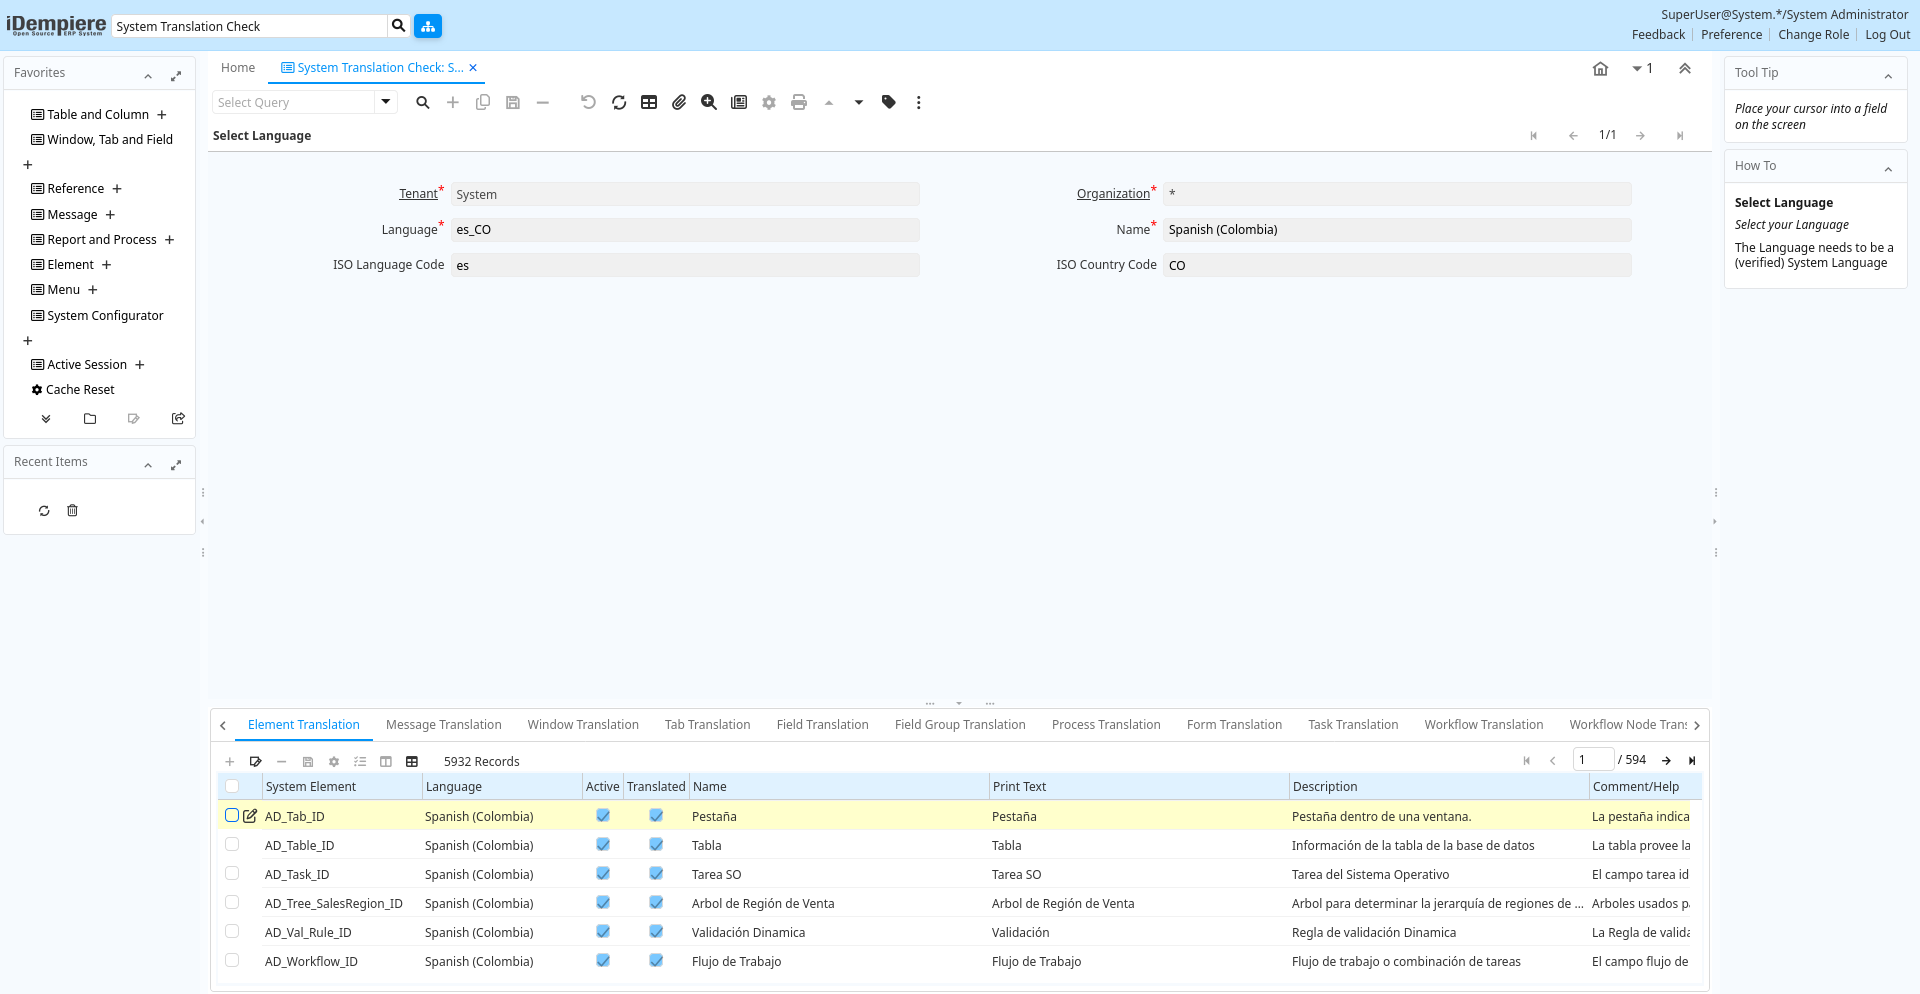 iDempiere
Open Source ERP System
System Translation Check
SuperUser@System.*/System Administrator
Feedback
Preference
Change Role
Log Out
Favorites
Table and Column
Window, Tab and Field
Reference
Message
Report and Process
Element
Menu
System Configurator
Active Session
Cache Reset
Recent Items
Home
System Translation Check: S...
1
Select Query
Select Language
1/1
Tenant* System
Organization* *
Language* es_CO
Name* Spanish (Colombia)
ISO Language Code es
ISO Country Code CO
Tool Tip
Place your cursor into a field
on the screen
How To
Select Language
Select your Language
The Language needs to be a
(verified) System Language
Element Translation Message Translation Window Translation Tab Translation Field Translation Field Group Translation Process Translation Form Translation Task Translation Workflow Translation Workflow Node Trans
5932 Records
1 / 594
System Element Language Active Translated Name Print Text Description Comment/Help
AD_Tab_ID Spanish (Colombia) Pestaña Pestaña Pestaña dentro de una ventana. La pestaña indica
AD_Table_ID Spanish (Colombia) Tabla Tabla Información de la tabla de la base de datos La tabla provee la
AD_Task_ID Spanish (Colombia) Tarea SO Tarea SO Tarea del Sistema Operativo El campo tarea id
AD_Tree_SalesRegion_ID Spanish (Colombia) Arbol de Región de Venta Arbol de Región de Venta Arbol para determinar la jerarquía de regiones de ... Arboles usados pa
AD_Val_Rule_ID Spanish (Colombia) Validación Dinamica Validación Regla de validación Dinamica La Regla de valida
AD_Workflow_ID Spanish (Colombia) Flujo de Trabajo Flujo de Trabajo Flujo de trabajo o combinación de tareas El campo flujo de